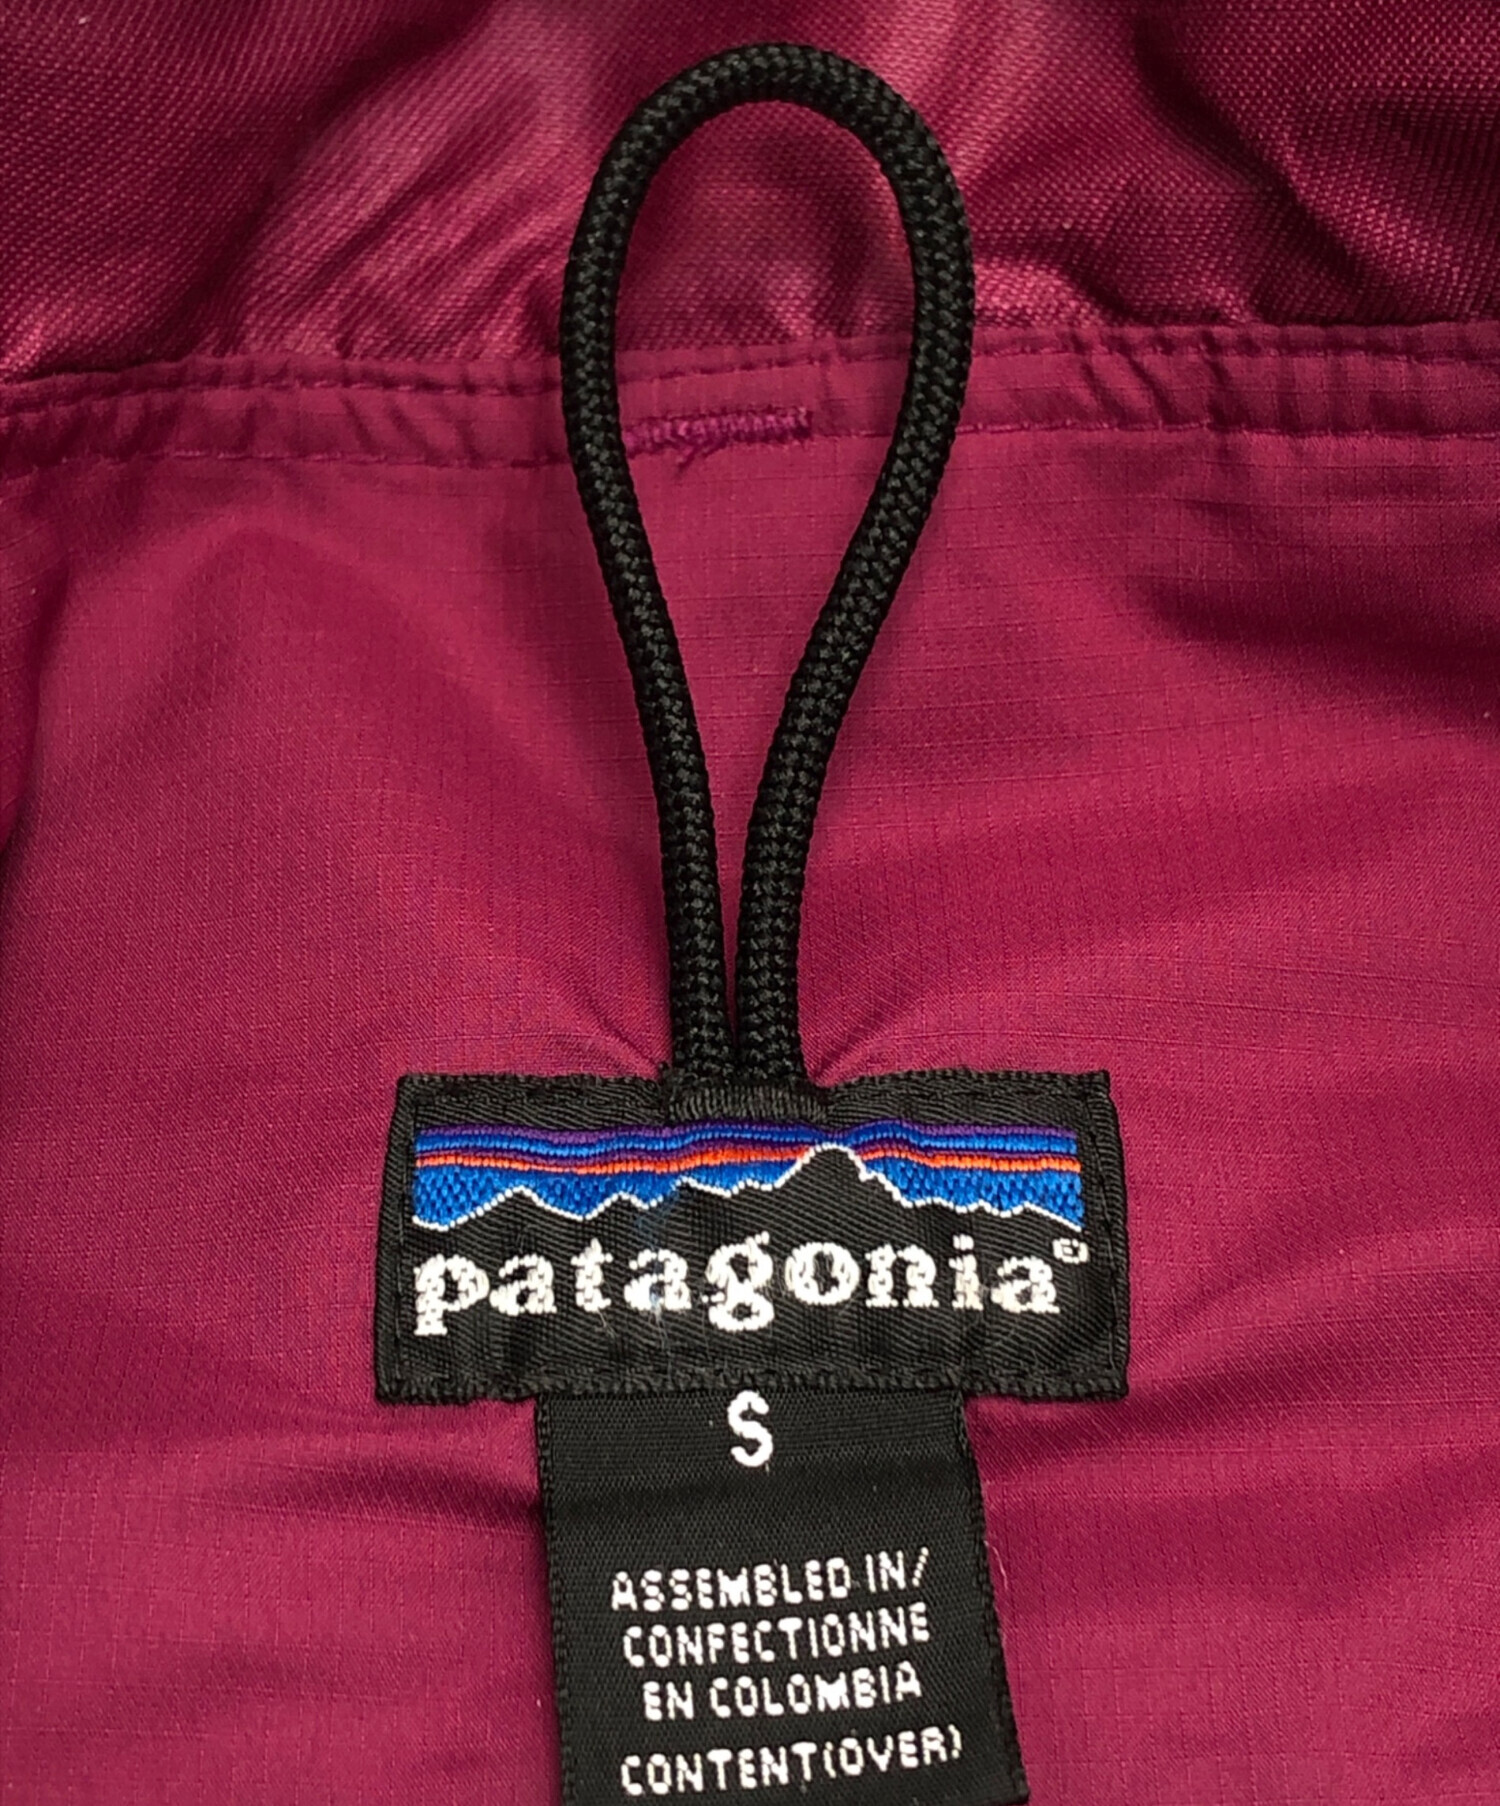 patagonia®
S
ASSEMBLED IN/
CONFECTIONNE
EN COLOMBIA
CONTENT(OVER)